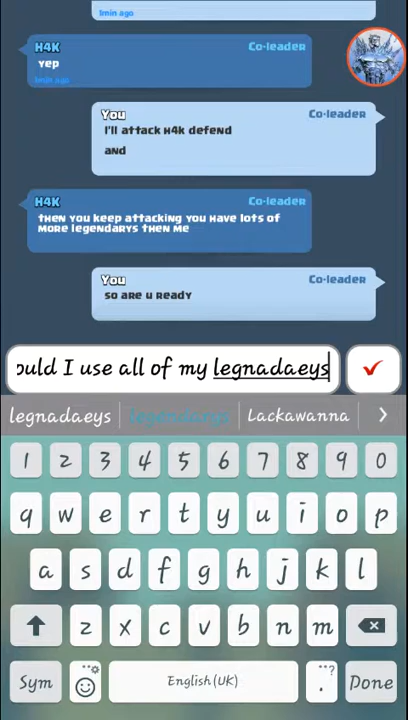 1min ago
H4K Co-leader
yep
1min ago
You Co-leader
I'll attack H4k defend
and
H4K Co-leader
then you keep attacking you have lots of
more legendarys then me
You Co-leader
so are u ready
ould I use all of my legnadaeys
legnadaeys legendarys Lackawanna
1 2 3 4 5 6 7 8 9 0
q w e r t y u i o p
a s d f g h j k l
z x c v b n m
Sym English(UK) . ? Done